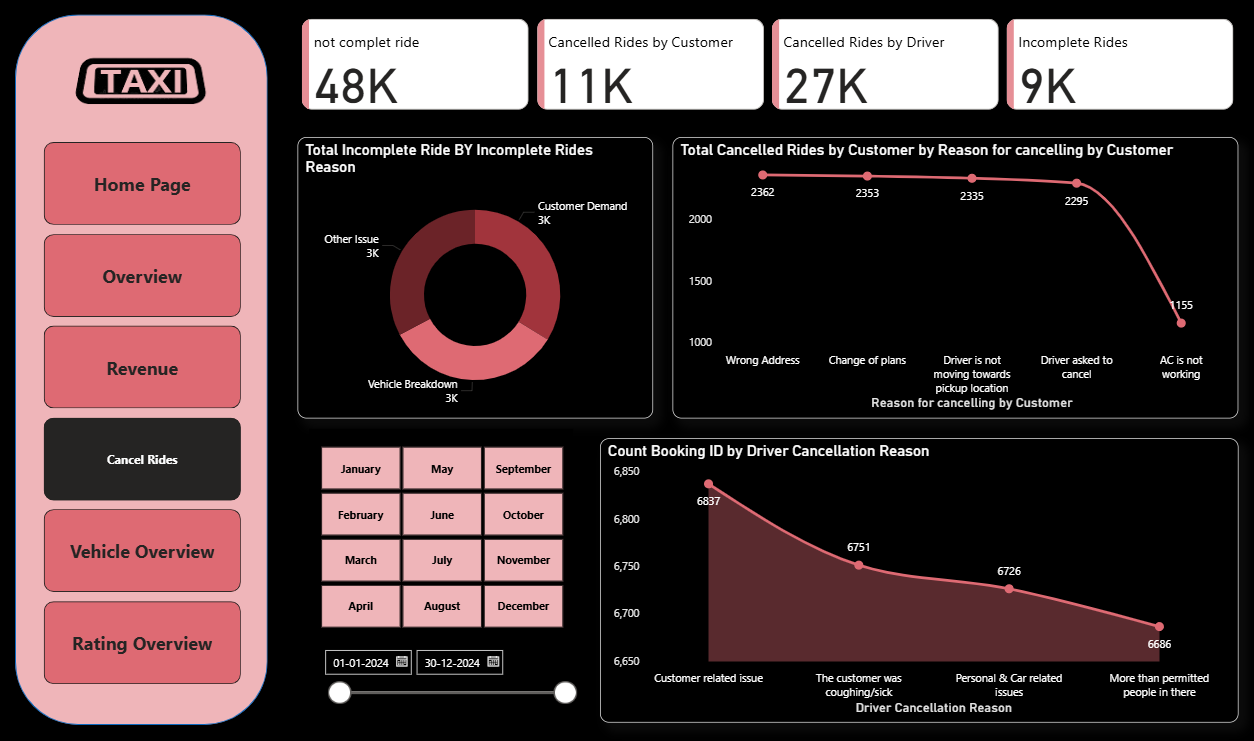 TAXI
Home Page
Overview
Revenue
Cancel Rides
Vehicle Overview
Rating Overview
not complet ride
48K
Cancelled Rides by Customer
11K
Cancelled Rides by Driver
27K
Incomplete Rides
9K
Total Incomplete Ride BY Incomplete Rides
Reason
Customer Demand
3K
Other Issue
3K
Vehicle Breakdown
3K
Total Cancelled Rides by Customer by Reason for cancelling by Customer
2000
1500
1000
2362
2353
2335
2295
1155
Wrong Address
Change of plans
Driver is not
moving towards
pickup location
Driver asked to
cancel
AC is not
working
Reason for cancelling by Customer
January
May
September
February
June
October
March
July
November
April
August
December
01-01-2024
30-12-2024
Count Booking ID by Driver Cancellation Reason
6,850
6,800
6,750
6,700
6,650
6837
6751
6726
6686
Customer related issue
The customer was
coughing/sick
Personal & Car related
issues
More than permitted
people in there
Driver Cancellation Reason